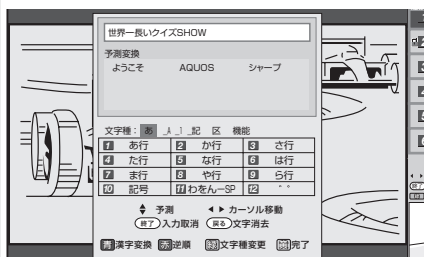 世界一長いクイズSHOW
予測変換
ようこそ AQUOS シャープ
文字種： あ _A _1 _記 区 機能
1 あ行 2 か行 3 さ行
4 た行 5 な行 6 は行
7 ま行 8 や行 9 ら行
10 記号 11 わをん-SP 12 ゛゜
予測 カーソル移動
終了 入力取消 戻る 文字消去
青 漢字変換 赤 逆順 文字種変更 完了